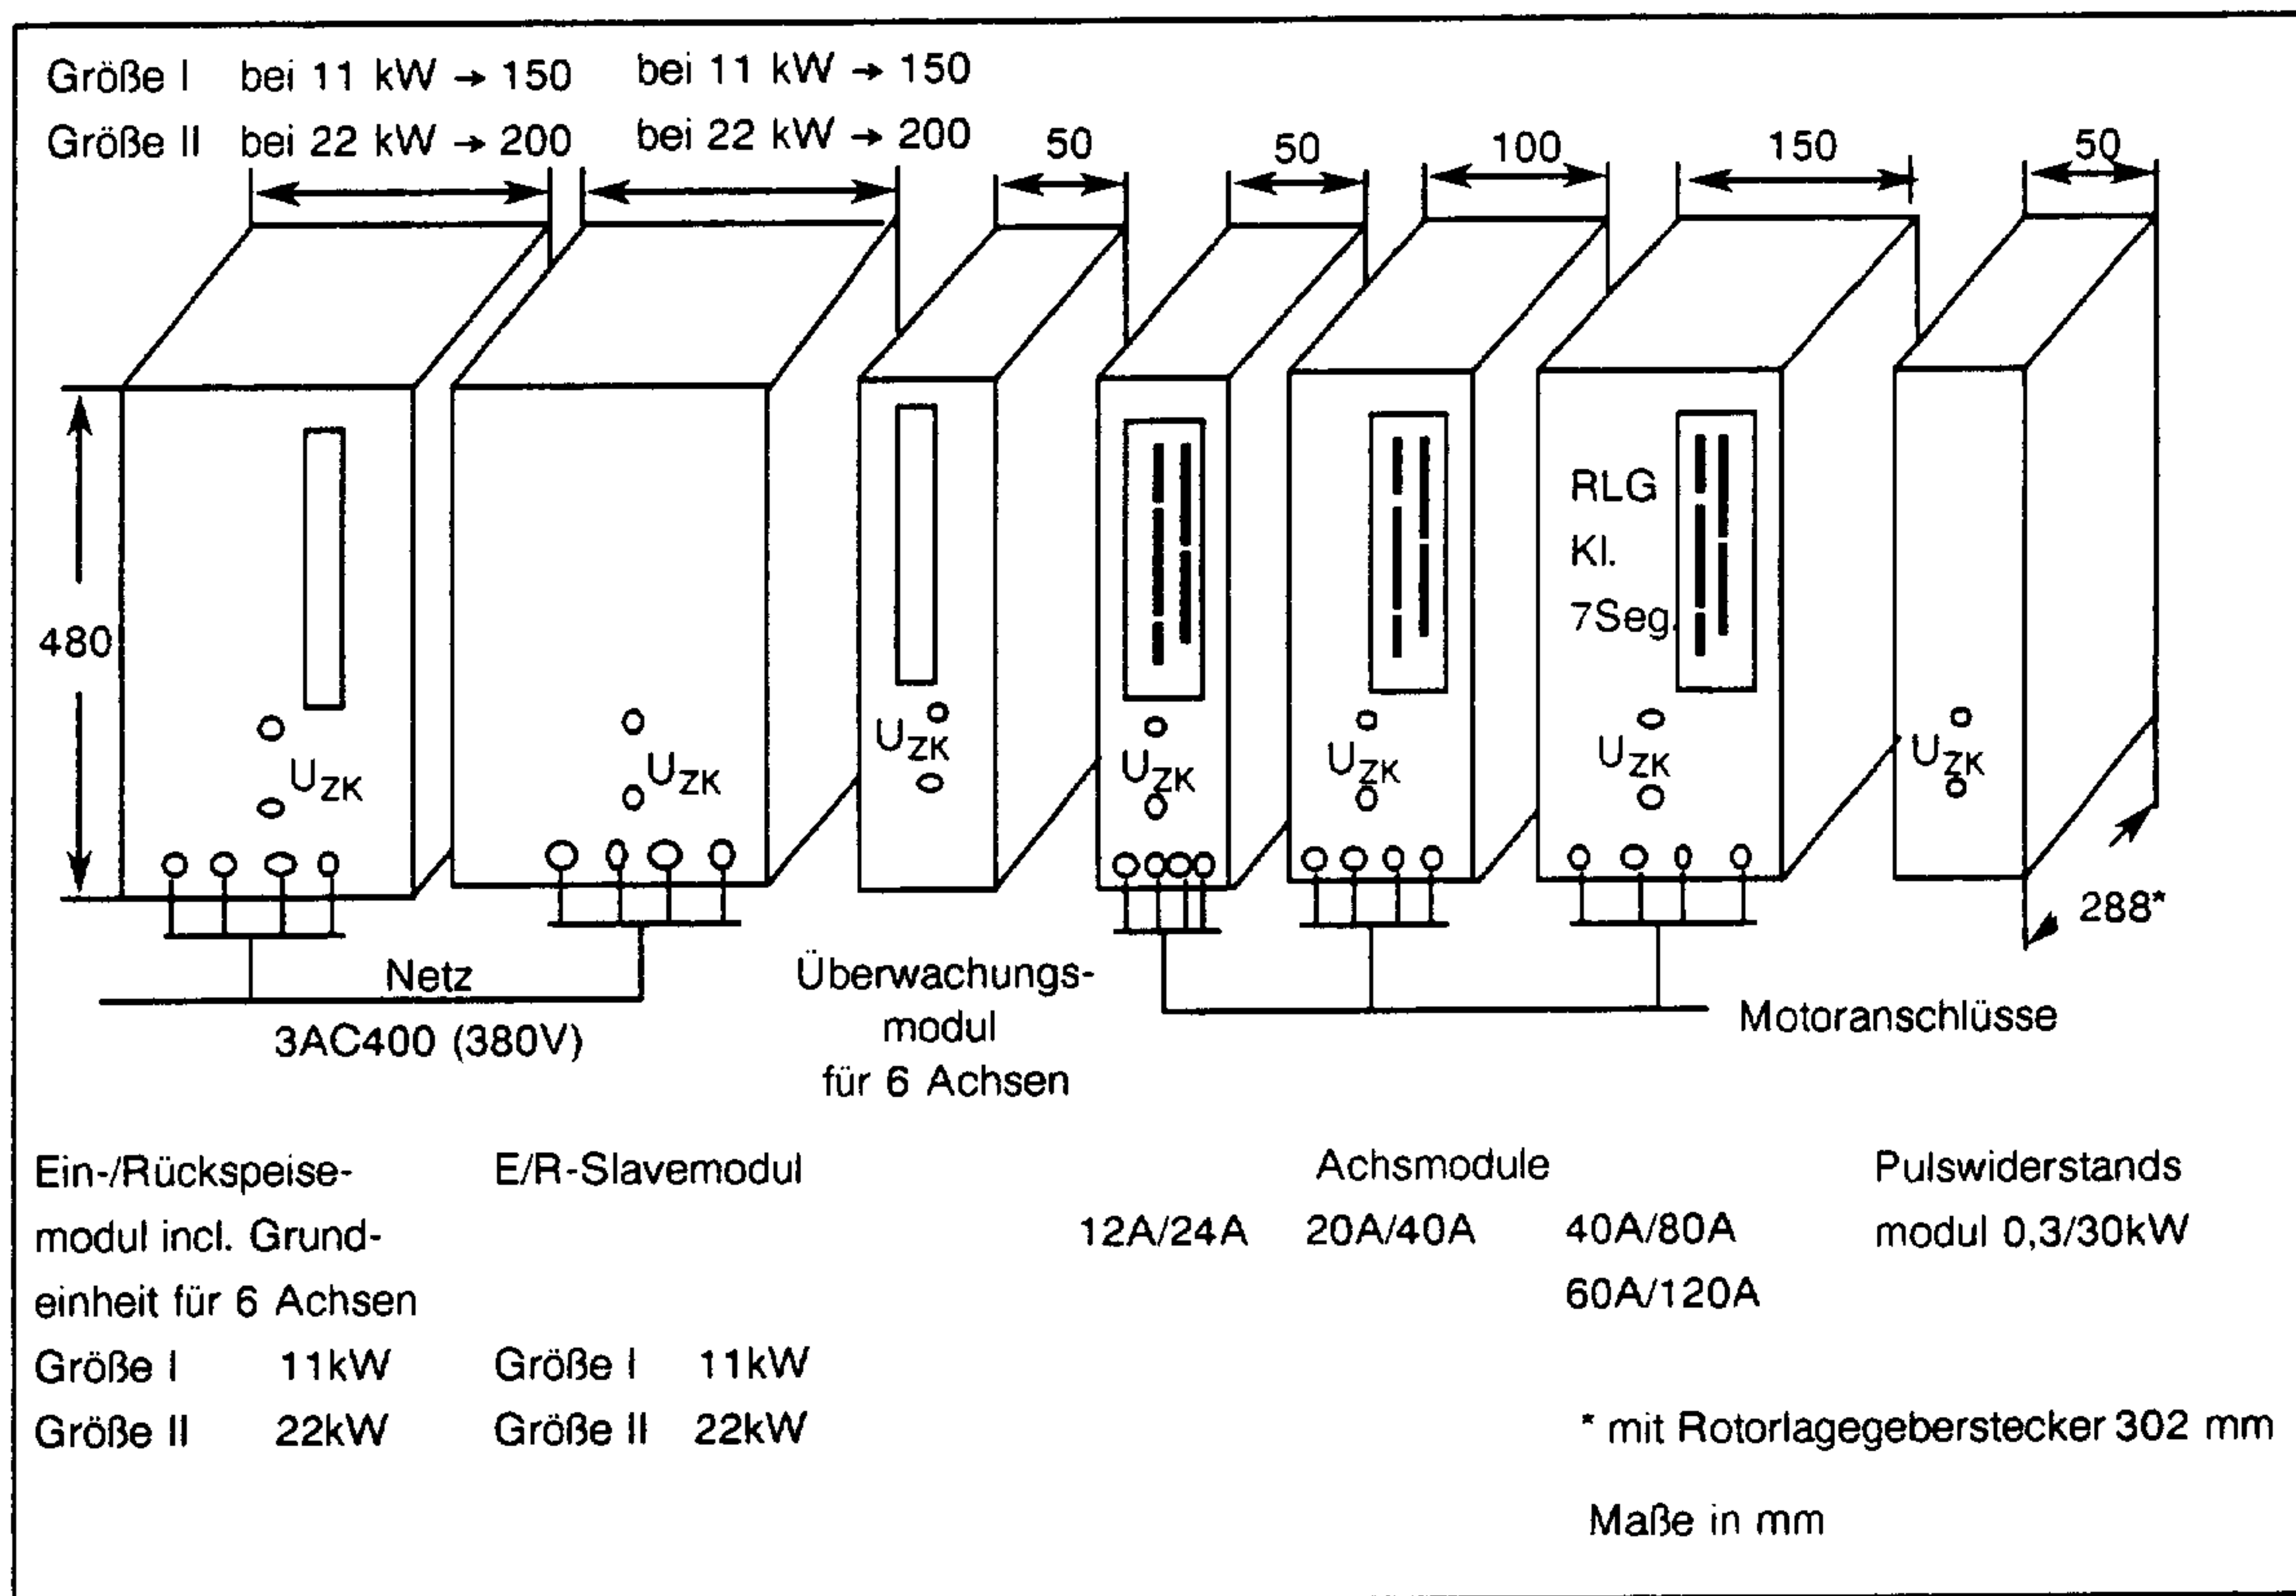 Größe I bei 11 kW → 150 bei 11 kW → 150
Größe II bei 22 kW → 200 bei 22 kW → 200
50 50 100 150 50
480
RLG
Kl.
7Seg.
UZK UZK UZK UZK UZK UZK UZK
288*
Netz
3AC400 (380V)
Überwachungs-
modul
für 6 Achsen
Motoranschlüsse
Ein-/Rückspeise-
modul incl. Grund-
einheit für 6 Achsen
Größe I 11kW
Größe II 22kW
E/R-Slavemodul
Größe I 11kW
Größe II 22kW
Achsmodule
12A/24A 20A/40A 40A/80A
60A/120A
Pulswiderstands
modul 0,3/30kW
* mit Rotorlagegeberstecker 302 mm
Maße in mm